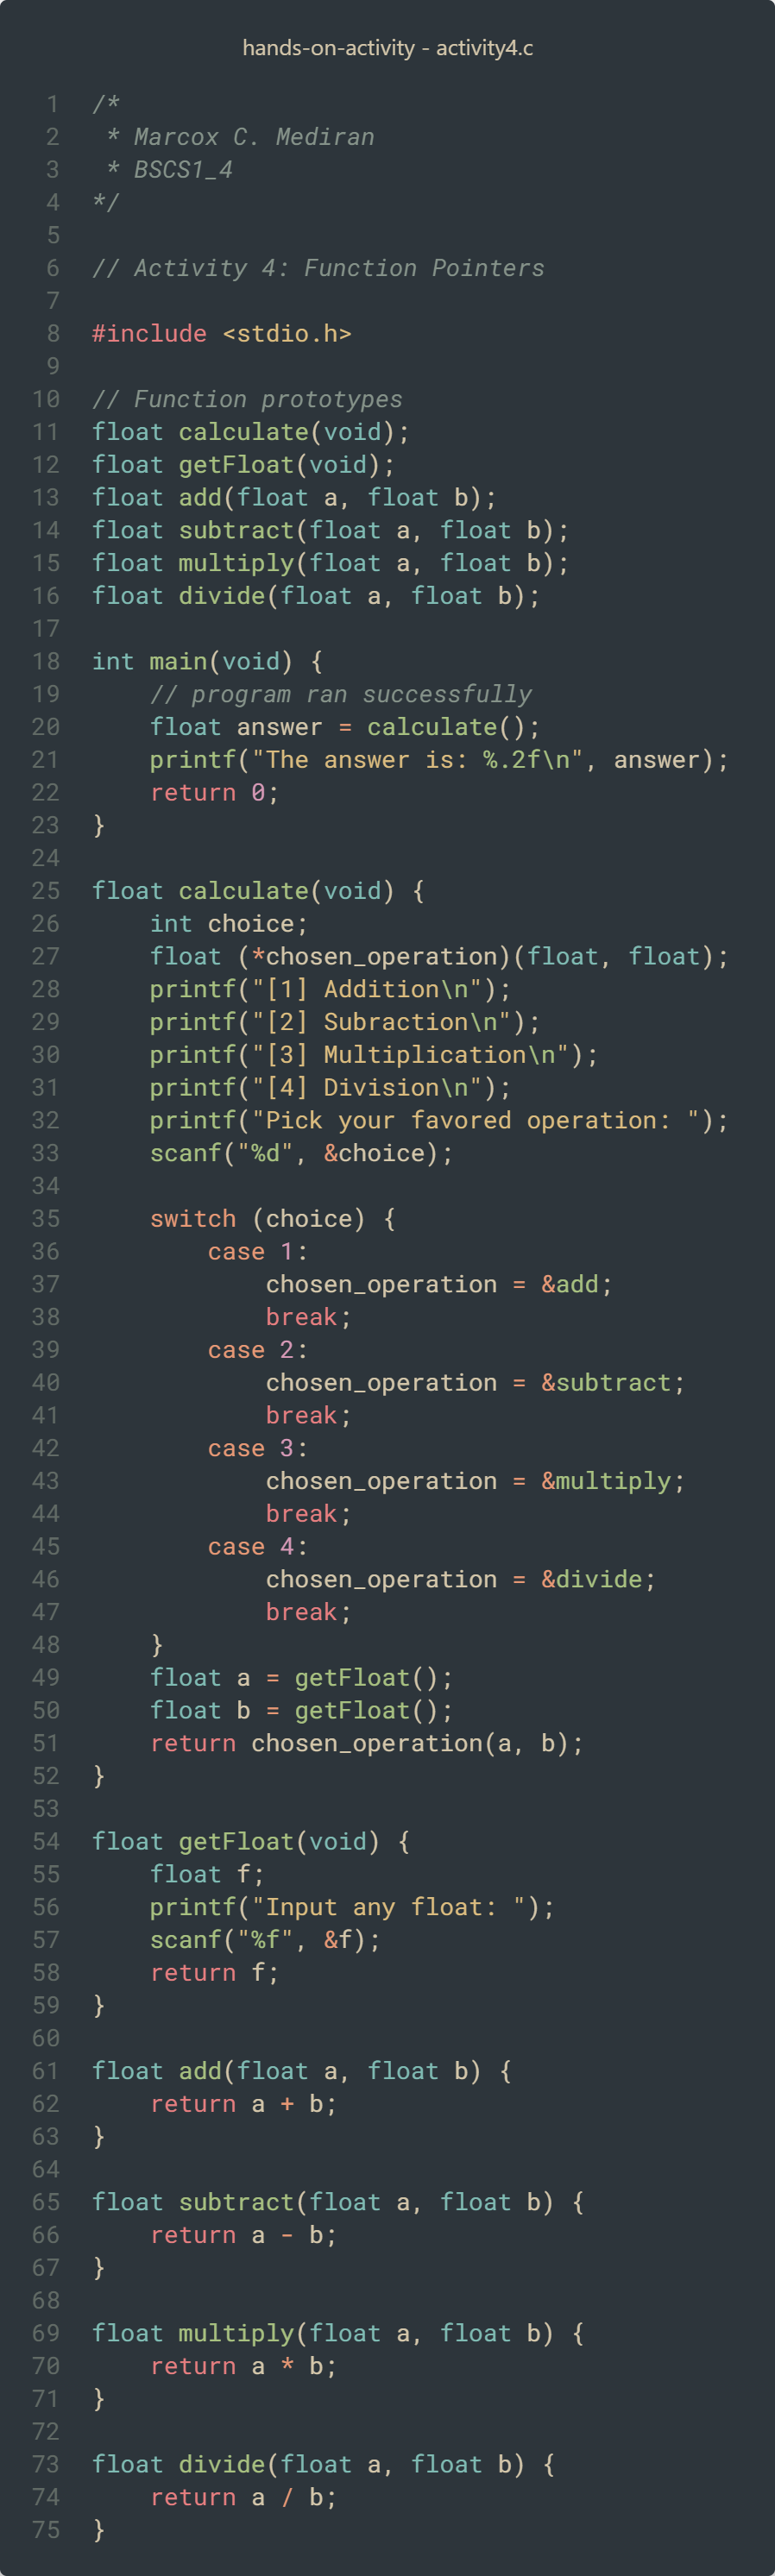 hands-on-activity - activity4.c
1 /*
2  * Marcox C. Mediran
3  * BSCS1_4
4 */
5
6 // Activity 4: Function Pointers
7
8 #include <stdio.h>
9
10 // Function prototypes
11 float calculate(void);
12 float getFloat(void);
13 float add(float a, float b);
14 float subtract(float a, float b);
15 float multiply(float a, float b);
16 float divide(float a, float b);
17
18 int main(void) {
19     // program ran successfully
20     float answer = calculate();
21     printf("The answer is: %.2f\n", answer);
22     return 0;
23 }
24
25 float calculate(void) {
26     int choice;
27     float (*chosen_operation)(float, float);
28     printf("[1] Addition\n");
29     printf("[2] Subraction\n");
30     printf("[3] Multiplication\n");
31     printf("[4] Division\n");
32     printf("Pick your favored operation: ");
33     scanf("%d", &choice);
34
35     switch (choice) {
36         case 1:
37             chosen_operation = &add;
38             break;
39         case 2:
40             chosen_operation = &subtract;
41             break;
42         case 3:
43             chosen_operation = &multiply;
44             break;
45         case 4:
46             chosen_operation = &divide;
47             break;
48     }
49     float a = getFloat();
50     float b = getFloat();
51     return chosen_operation(a, b);
52 }
53
54 float getFloat(void) {
55     float f;
56     printf("Input any float: ");
57     scanf("%f", &f);
58     return f;
59 }
60
61 float add(float a, float b) {
62     return a + b;
63 }
64
65 float subtract(float a, float b) {
66     return a - b;
67 }
68
69 float multiply(float a, float b) {
70     return a * b;
71 }
72
73 float divide(float a, float b) {
74     return a / b;
75 }